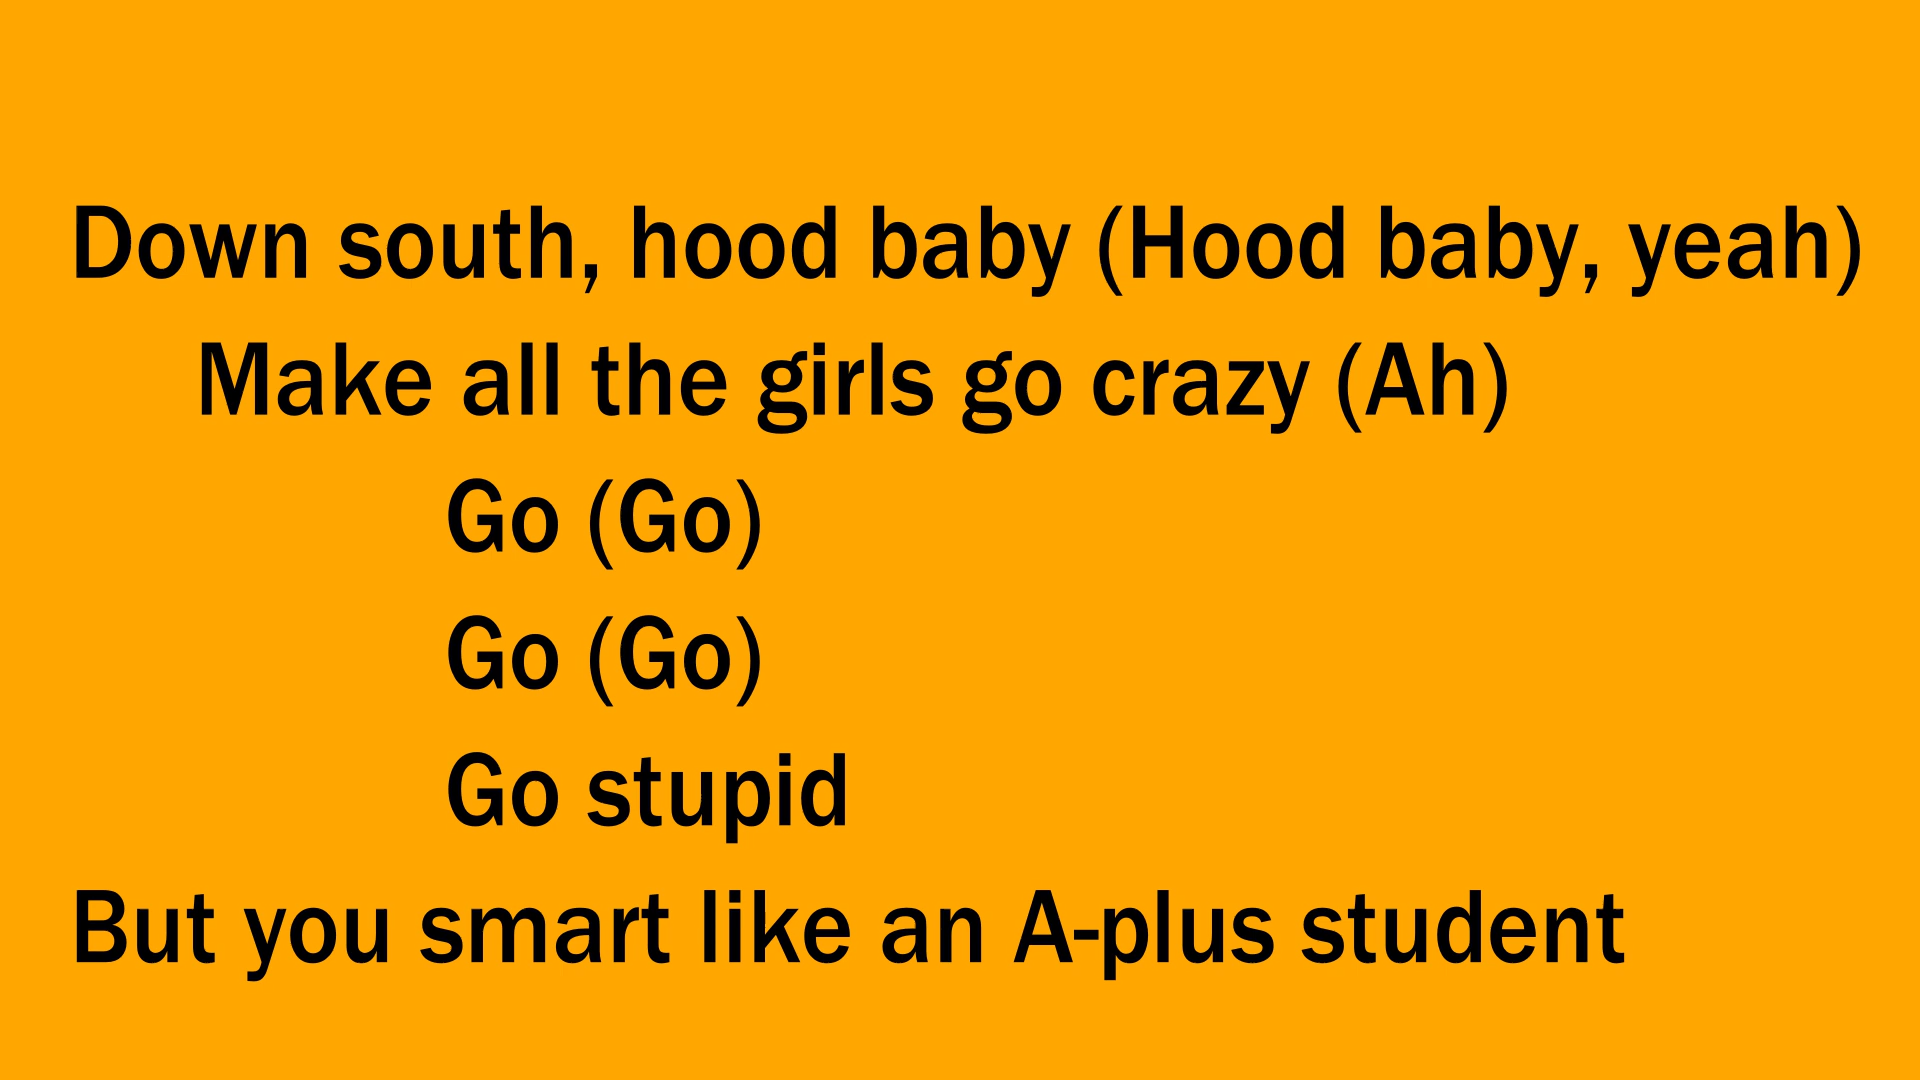 Down south, hood baby (Hood baby, yeah)
Make all the girls go crazy (Ah)
Go (Go)
Go (Go)
Go stupid
But you smart like an A-plus student